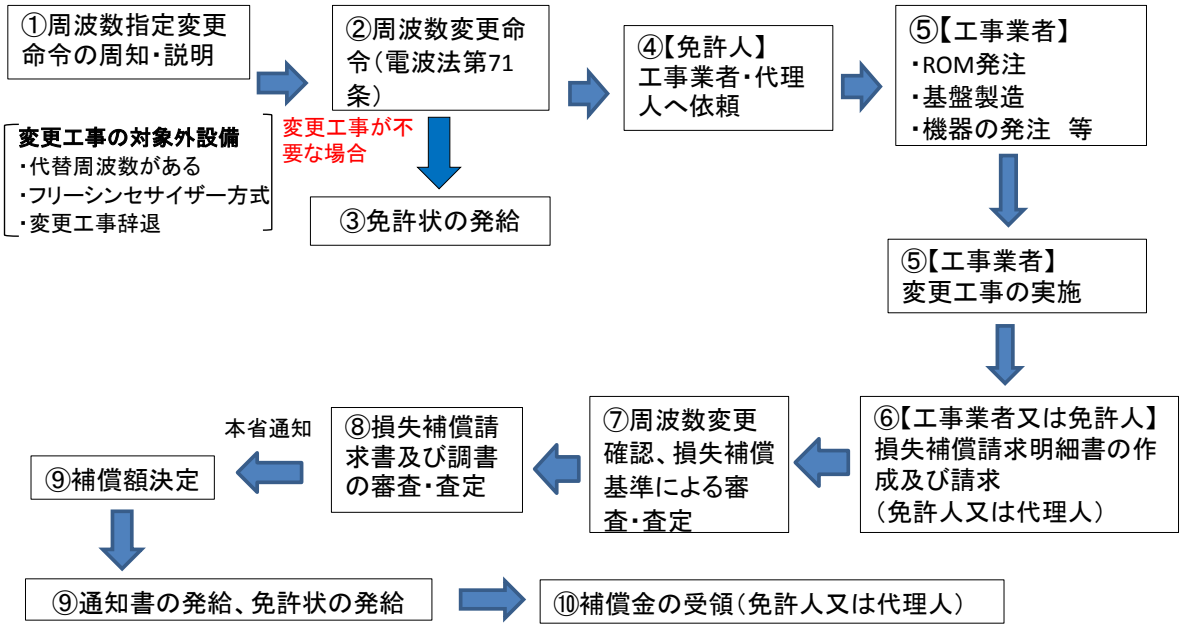 ①周波数指定変更
命令の周知・説明
②周波数変更命
令(電波法第71
条)
④【免許人】
工事業者・代理
人へ依頼
⑤【工事業者】
・ROM発注
・基盤製造
・機器の発注 等
変更工事の対象外設備
・代替周波数がある
・フリーシンセサイザー方式
・変更工事辞退
変更工事が不
要な場合
③免許状の発給
⑤【工事業者】
変更工事の実施
⑥【工事業者又は免許人】
損失補償請求明細書の作
成及び請求
(免許人又は代理人)
⑦周波数変更
確認、損失補償
基準による審
査・査定
⑧損失補償請
求書及び調書
の審査・査定
本省通知
⑨補償額決定
⑨通知書の発給、免許状の発給
⑩補償金の受領(免許人又は代理人)